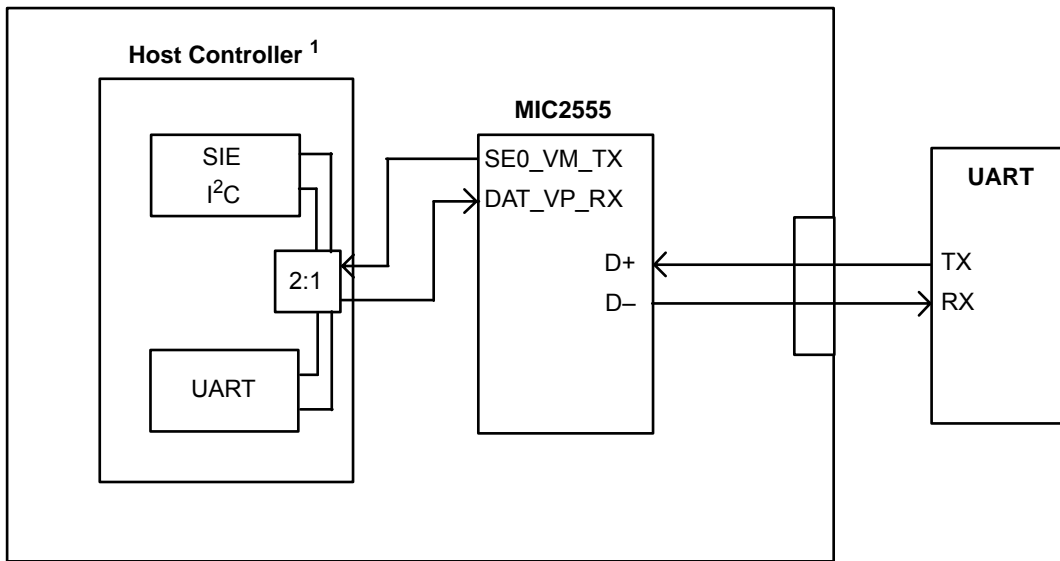 Host Controller ¹
SIE
I²C
2:1
UART
MIC2555
SE0_VM_TX
DAT_VP_RX
D+
D–
UART
TX
RX